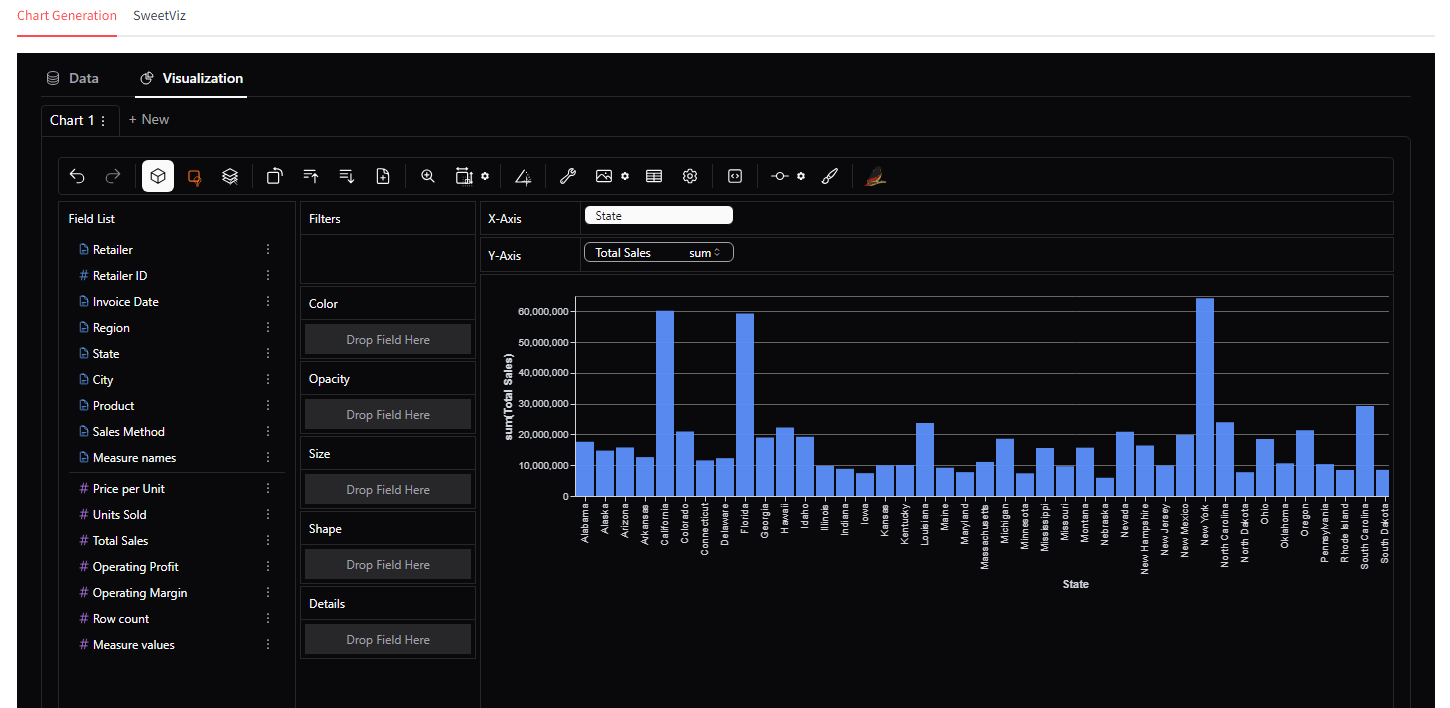 Chart Generation SweetViz
Data Visualization
Chart 1 + New
Field List
Retailer
Retailer ID
Invoice Date
Region
State
City
Product
Sales Method
Measure names
Price per Unit
Units Sold
Total Sales
Operating Profit
Operating Margin
Row count
Measure values
Filters
Color
Drop Field Here
Opacity
Drop Field Here
Size
Drop Field Here
Shape
Drop Field Here
Details
Drop Field Here
X-Axis State
Y-Axis Total Sales sum
sum(Total Sales)
60,000,000
50,000,000
40,000,000
30,000,000
20,000,000
10,000,000
0
Alabama
Alaska
Arizona
Arkansas
California
Colorado
Connecticut
Delaware
Florida
Georgia
Hawaii
Idaho
Illinois
Indiana
Iowa
Kansas
Kentucky
Louisiana
Maine
Maryland
Massachusetts
Michigan
Minnesota
Mississippi
Missouri
Montana
Nebraska
Nevada
New Hampshire
New Jersey
New Mexico
New York
North Carolina
North Dakota
Ohio
Oklahoma
Oregon
Pennsylvania
Rhode Island
South Carolina
South Dakota
State